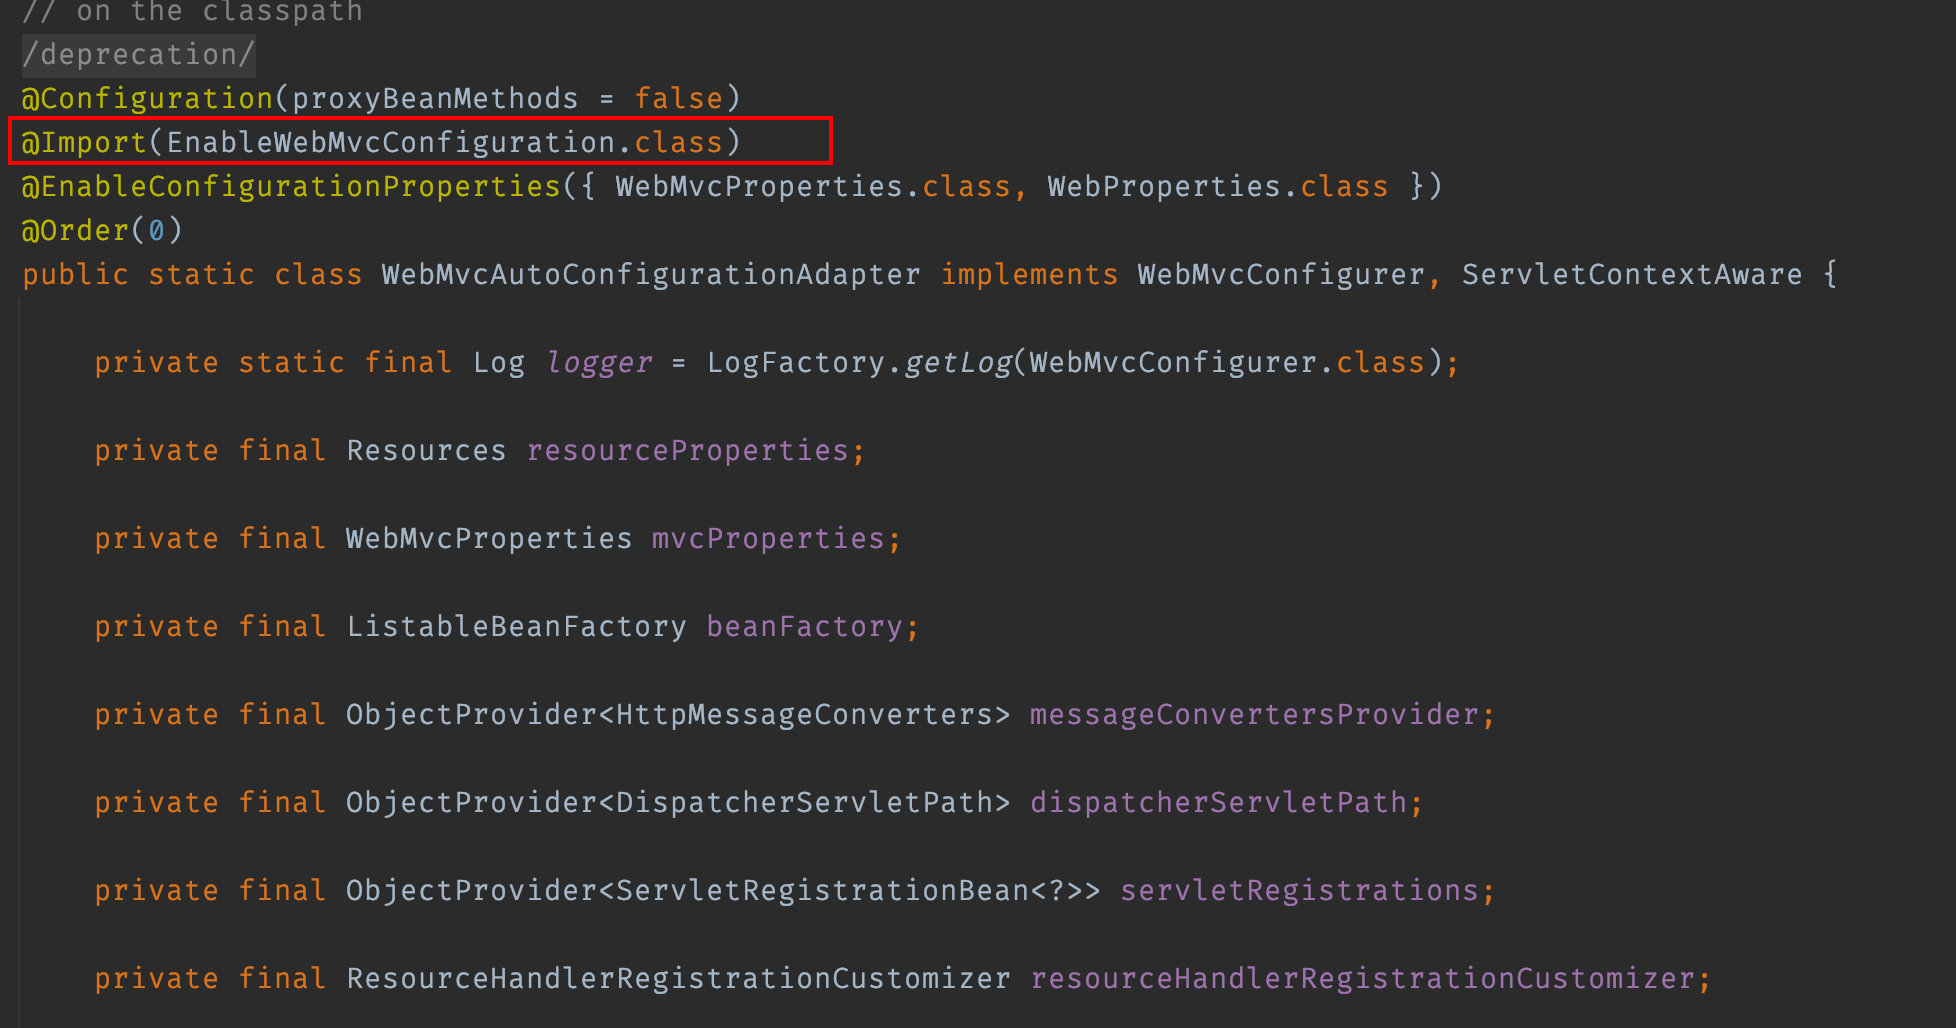 // on the classpath
/deprecation/
@Configuration(proxyBeanMethods = false)
@Import(EnableWebMvcConfiguration.class)
@EnableConfigurationProperties({ WebMvcProperties.class, WebProperties.class })
@Order(0)
public static class WebMvcAutoConfigurationAdapter implements WebMvcConfigurer, ServletContextAware {
private static final Log logger = LogFactory.getLog(WebMvcConfigurer.class);
private final Resources resourceProperties;
private final WebMvcProperties mvcProperties;
private final ListableBeanFactory beanFactory;
private final ObjectProvider<HttpMessageConverters> messageConvertersProvider;
private final ObjectProvider<DispatcherServletPath> dispatcherServletPath;
private final ObjectProvider<ServletRegistrationBean<?>> servletRegistrations;
private final ResourceHandlerRegistrationCustomizer resourceHandlerRegistrationCustomizer;